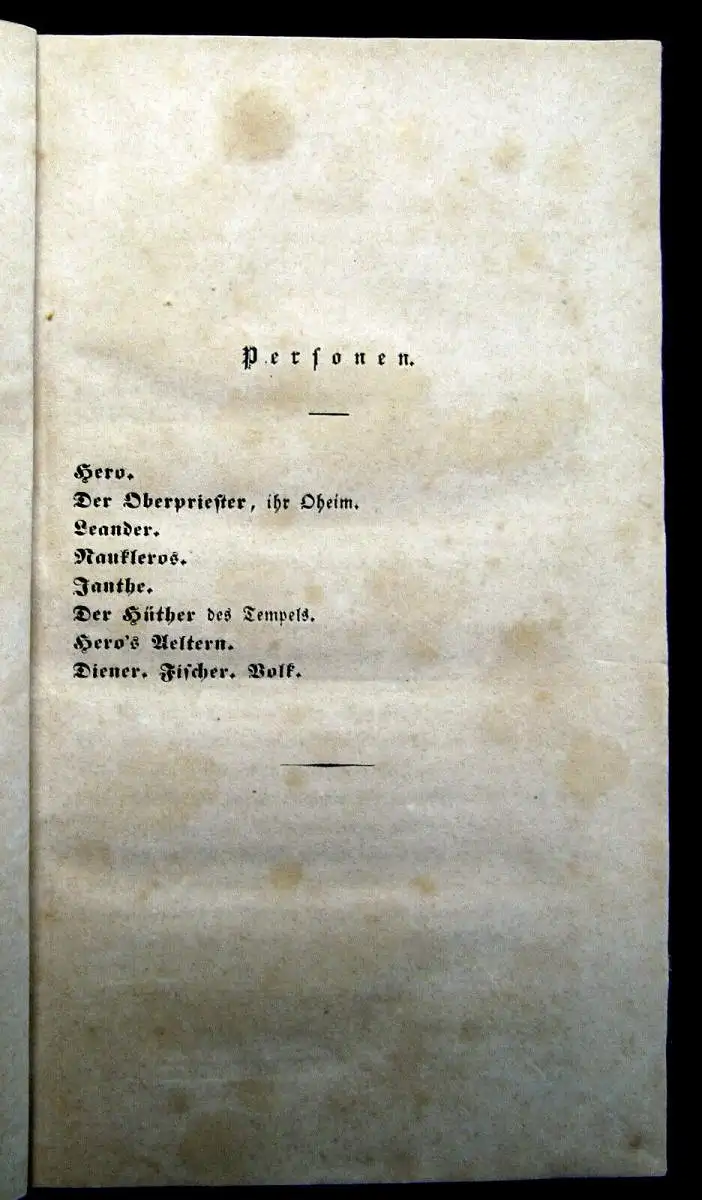 Personen.
Hero.
Der Oberpriester, ihr Oheim.
Leander.
Naukleros.
Janthe.
Der Hüther des Tempels.
Hero's Aeltern.
Diener. Fischer. Volk.